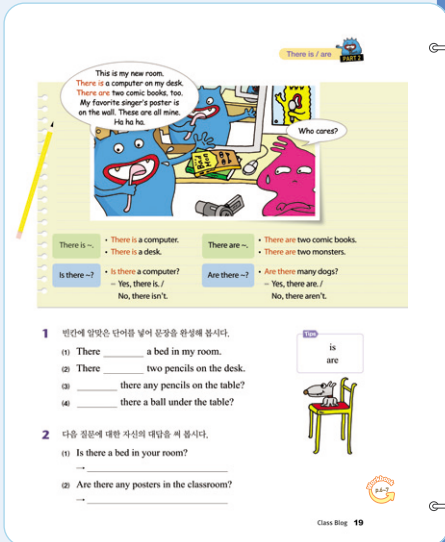 There is / are
PART 2
This is my new room.
There is a computer on my desk.
There are two comic books, too.
My favorite singer's poster is
on the wall. These are all mine.
Ha ha ha.
Who cares?
There is ~.
• There is a computer.
• There is a desk.
There are ~.
• There are two comic books.
• There are two monsters.
Is there ~?
• Is there a computer?
– Yes, there is. /
No, there isn't.
Are there ~?
• Are there many dogs?
– Yes, there are. /
No, there aren't.
1 빈칸에 알맞은 단어를 넣어 문장을 완성해 봅시다.
(1) There ________ a bed in my room.
(2) There ________ two pencils on the desk.
(3) ________ there any pencils on the table?
(4) ________ there a ball under the table?
Tips
is
are
2 다음 질문에 대한 자신의 대답을 써 봅시다.
(1) Is there a bed in your room?
→
(2) Are there any posters in the classroom?
→
Workbook
p.6~7
Class Blog 19